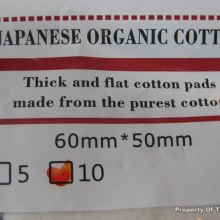 JAPANESE ORGANIC COTT
Thick and flat cotton pads
made from the purest cotton
60mm*50mm
5 10
Property Of T